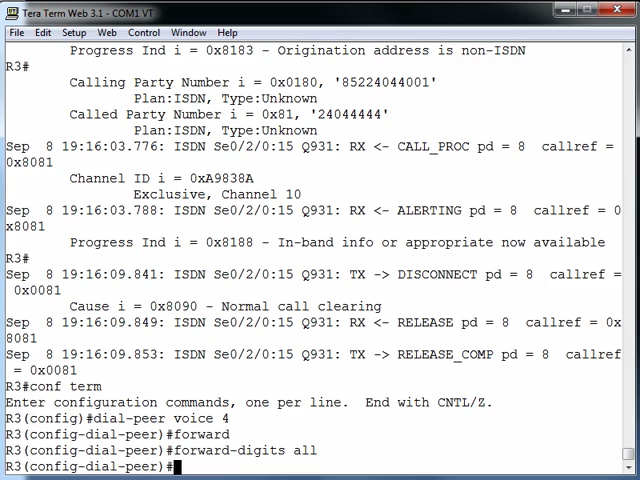 Tera Term Web 3.1 - COM1 VT
File Edit Setup Web Control Window Help
Progress Ind i = 0x8183 - Origination address is non-ISDN
R3#
Calling Party Number i = 0x0180, '85224044001'
Plan:ISDN, Type:Unknown
Called Party Number i = 0x81, '24044444'
Plan:ISDN, Type:Unknown
Sep  8 19:16:03.776: ISDN Se0/2/0:15 Q931: RX <- CALL_PROC pd = 8  callref =
0x8081
Channel ID i = 0xA9838A
Exclusive, Channel 10
Sep  8 19:16:03.788: ISDN Se0/2/0:15 Q931: RX <- ALERTING pd = 8  callref = 0
x8081
Progress Ind i = 0x8188 - In-band info or appropriate now available
R3#
Sep  8 19:16:09.841: ISDN Se0/2/0:15 Q931: TX -> DISCONNECT pd = 8  callref =
0x0081
Cause i = 0x8090 - Normal call clearing
Sep  8 19:16:09.849: ISDN Se0/2/0:15 Q931: RX <- RELEASE pd = 8  callref = 0x
8081
Sep  8 19:16:09.853: ISDN Se0/2/0:15 Q931: TX -> RELEASE_COMP pd = 8  callref
= 0x0081
R3#conf term
Enter configuration commands, one per line.  End with CNTL/Z.
R3(config)#dial-peer voice 4
R3(config-dial-peer)#forward
R3(config-dial-peer)#forward-digits all
R3(config-dial-peer)#